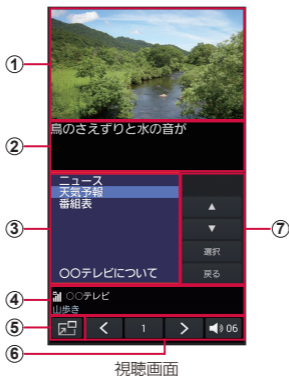 ①
②
鳥のさえずりと水の音が
③
ニュース
天気予報
番組表
○○テレビについて
▲
▼
選択
戻る
⑦
④
○○テレビ
山歩き
⑤
<
1
>
06
⑥
視聴画面